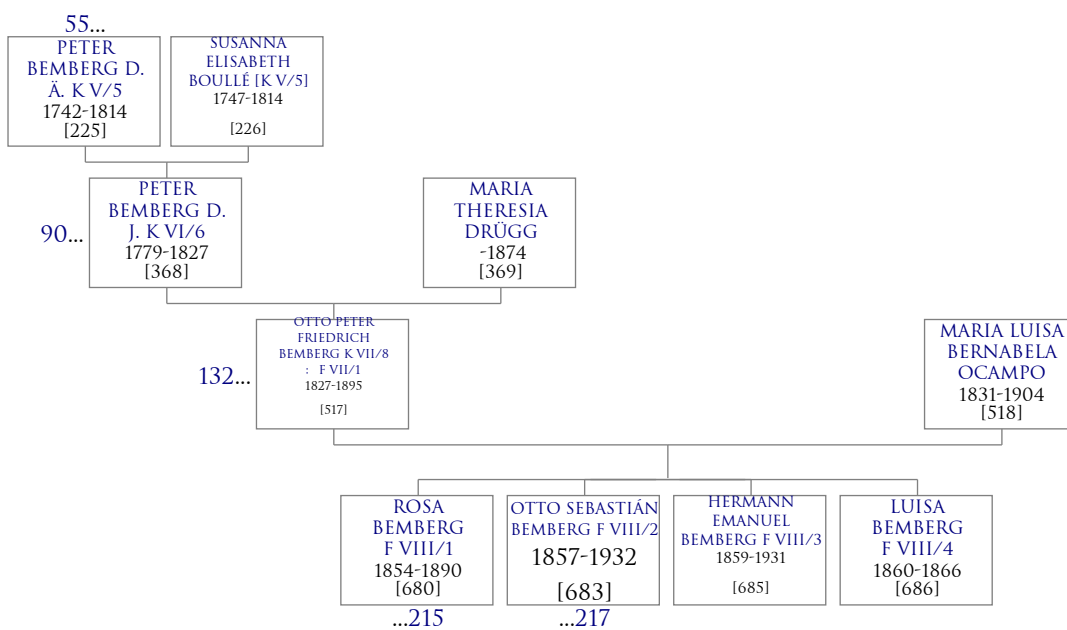 55...
PETER
BEMBERG D.
Ä. K V/5
1742-1814
[225]
SUSANNA
ELISABETH
BOULLÉ [K V/5]
1747-1814
[226]
90...
PETER
BEMBERG D.
J. K VI/6
1779-1827
[368]
MARIA
THERESIA
DRÜGG
-1874
[369]
132...
OTTO PETER
FRIEDRICH
BEMBERG K VII/8
: F VII/1
1827-1895
[517]
MARIA LUISA
BERNABELA
OCAMPO
1831-1904
[518]
ROSA
BEMBERG
F VIII/1
1854-1890
[680]
...215
OTTO SEBASTIÁN
BEMBERG F VIII/2
1857-1932
[683]
...217
HERMANN
EMANUEL
BEMBERG F VIII/3
1859-1931
[685]
LUISA
BEMBERG
F VIII/4
1860-1866
[686]